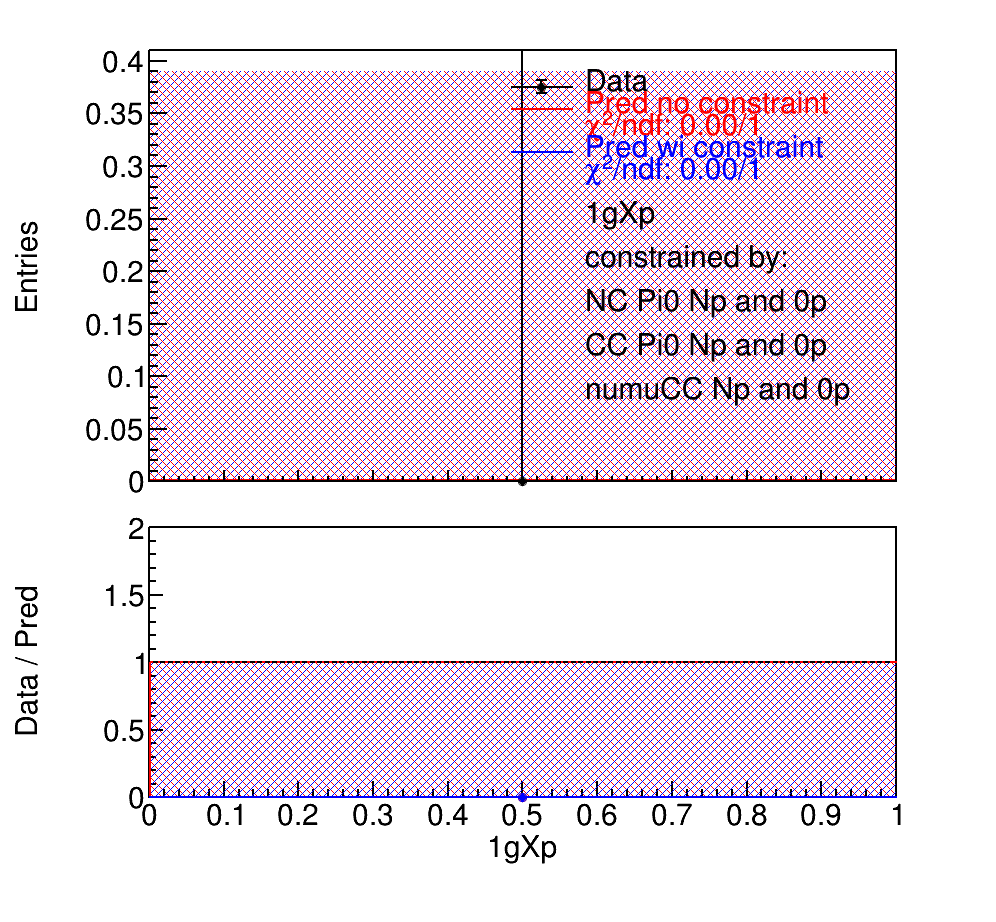 0.4
0.35
0.3
0.25
0.2
0.15
0.1
0.05
0
Entries
Data
Pred no constraint
χ²/ndf: 0.00/1
Pred wi constraint
χ²/ndf: 0.00/1
1gXp
constrained by:
NC Pi0 Np and 0p
CC Pi0 Np and 0p
numuCC Np and 0p
2
1.5
1
0.5
0
Data / Pred
0 0.1 0.2 0.3 0.4 0.5 0.6 0.7 0.8 0.9 1
1gXp